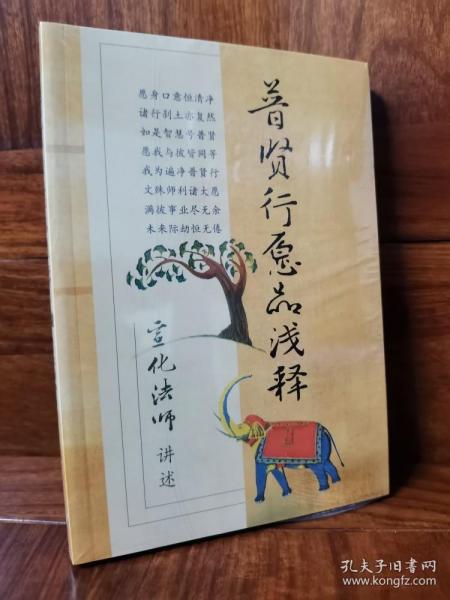 愿身口意恒清净
诸行刹土亦复然
如是智慧号普贤
愿我与彼皆同等
我为遍净普贤行
文殊师利诸大愿
满彼事业尽无余
未来际劫恒无倦
普贤行愿品浅释
宣化法师 讲述
孔夫子旧书网
www.kongfz.com